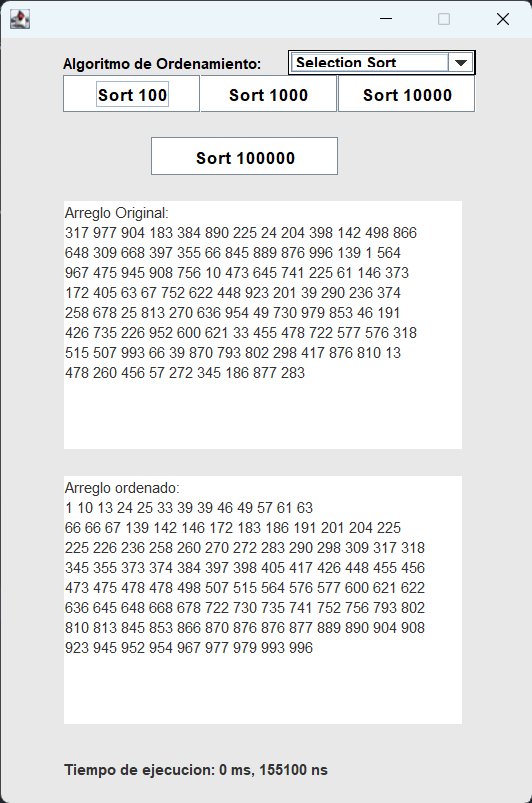 Algoritmo de Ordenamiento: Selection Sort
Sort 100 Sort 1000 Sort 10000
Sort 100000
Arreglo Original:
317 977 904 183 384 890 225 24 204 398 142 498 866
648 309 668 397 355 66 845 889 876 996 139 1 564
967 475 945 908 756 10 473 645 741 225 61 146 373
172 405 63 67 752 622 448 923 201 39 290 236 374
258 678 25 813 270 636 954 49 730 979 853 46 191
426 735 226 952 600 621 33 455 478 722 577 576 318
515 507 993 66 39 870 793 802 298 417 876 810 13
478 260 456 57 272 345 186 877 283
Arreglo ordenado:
1 10 13 24 25 33 39 39 46 49 57 61 63
66 66 67 139 142 146 172 183 186 191 201 204 225
225 226 236 258 260 270 272 283 290 298 309 317 318
345 355 373 374 384 397 398 405 417 426 448 455 456
473 475 478 478 498 507 515 564 576 577 600 621 622
636 645 648 668 678 722 730 735 741 752 756 793 802
810 813 845 853 866 870 876 876 877 889 890 904 908
923 945 952 954 967 977 979 993 996
Tiempo de ejecucion: 0 ms, 155100 ns